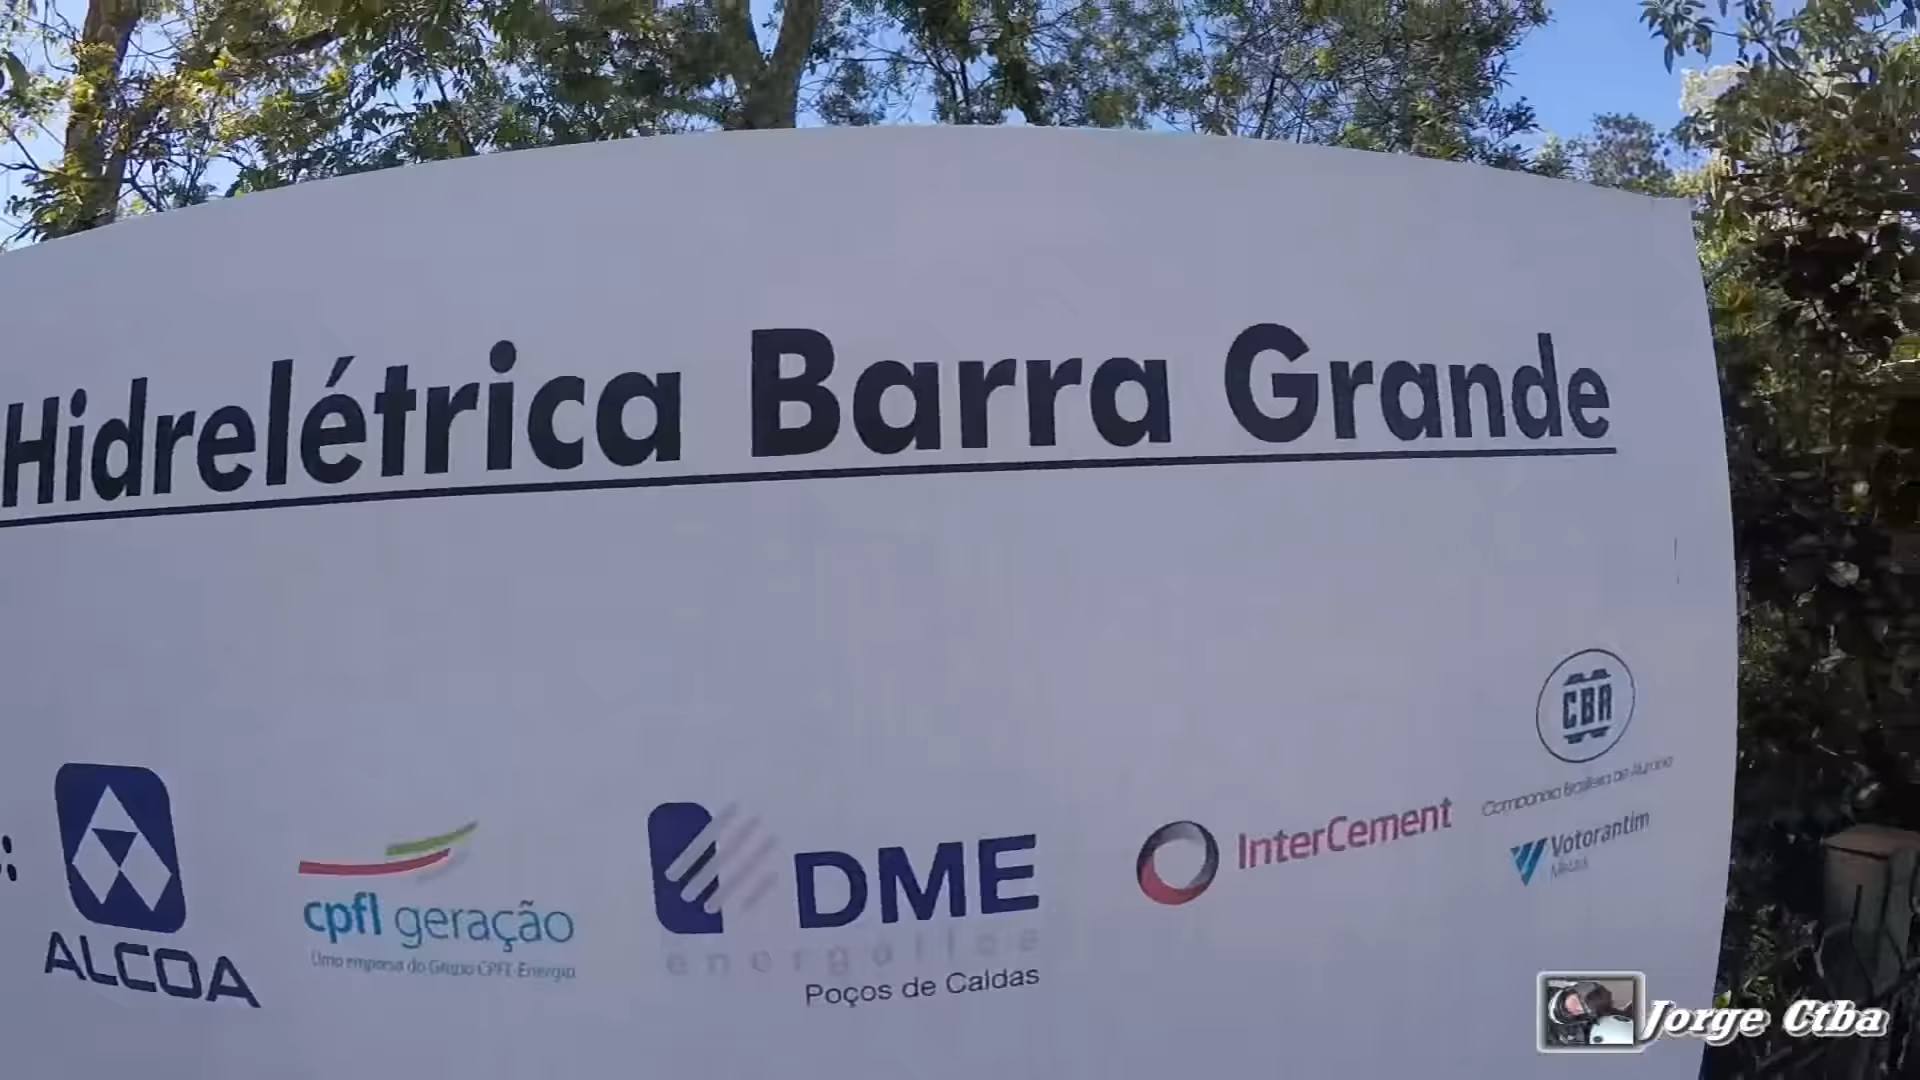 Hidrelétrica Barra Grande
:
ALCOA
cpfl geração
Uma empresa do Grupo CPFL Energia
DME
energética
Poços de Caldas
InterCement
CBA
Companhia Brasileira de Alumínio
Votorantim
Metais
Jorge Ctba